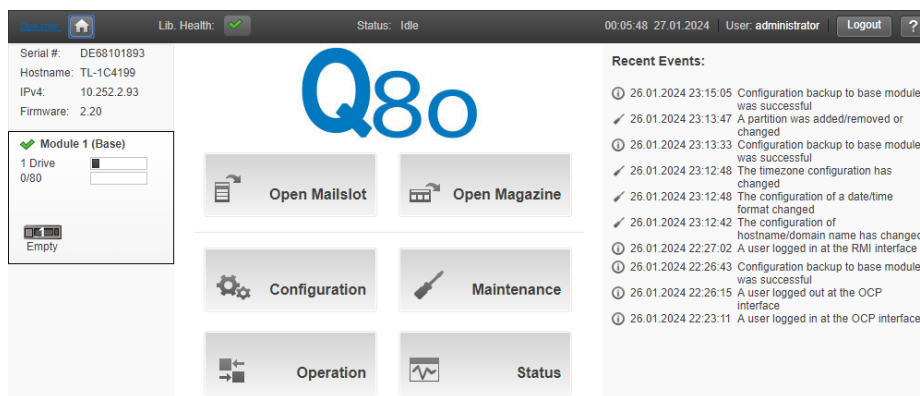 Lib. Health:
Status: Idle
00:05:48 27.01.2024
User: administrator
Logout
?
Serial #: DE68101893
Hostname: TL-1C4199
IPv4: 10.252.2.93
Firmware: 2.20
Module 1 (Base)
1 Drive
0/80
1
Empty
Q80
Open Mailslot
Open Magazine
Configuration
Maintenance
Operation
Status
Recent Events:
26.01.2024 23:15:05 Configuration backup to base module
was successful
26.01.2024 23:13:47 A partition was added/removed or
changed
26.01.2024 23:13:33 Configuration backup to base module
was successful
26.01.2024 23:12:48 The timezone configuration has
changed
26.01.2024 23:12:48 The configuration of a date/time
format changed
26.01.2024 23:12:42 The configuration of
hostname/domain name has changed
26.01.2024 22:27:02 A user logged in at the RMI interface
26.01.2024 22:26:43 Configuration backup to base module
was successful
26.01.2024 22:26:15 A user logged out at the OCP
interface
26.01.2024 22:23:11 A user logged in at the OCP interface